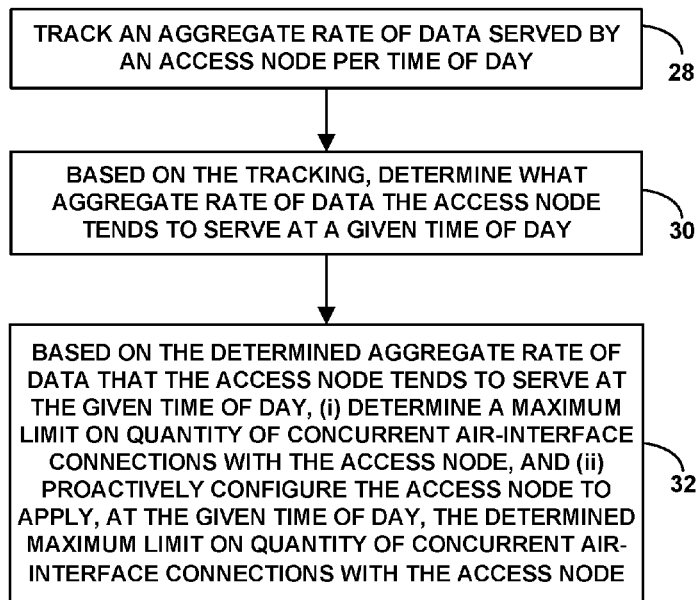 TRACK AN AGGREGATE RATE OF DATA SERVED BY
AN ACCESS NODE PER TIME OF DAY
28
BASED ON THE TRACKING, DETERMINE WHAT
AGGREGATE RATE OF DATA THE ACCESS NODE
TENDS TO SERVE AT A GIVEN TIME OF DAY
30
BASED ON THE DETERMINED AGGREGATE RATE OF
DATA THAT THE ACCESS NODE TENDS TO SERVE AT
THE GIVEN TIME OF DAY, (i) DETERMINE A MAXIMUM
LIMIT ON QUANTITY OF CONCURRENT AIR-INTERFACE
CONNECTIONS WITH THE ACCESS NODE, AND (ii)
PROACTIVELY CONFIGURE THE ACCESS NODE TO
APPLY, AT THE GIVEN TIME OF DAY, THE DETERMINED
MAXIMUM LIMIT ON QUANTITY OF CONCURRENT AIR-
INTERFACE CONNECTIONS WITH THE ACCESS NODE
32